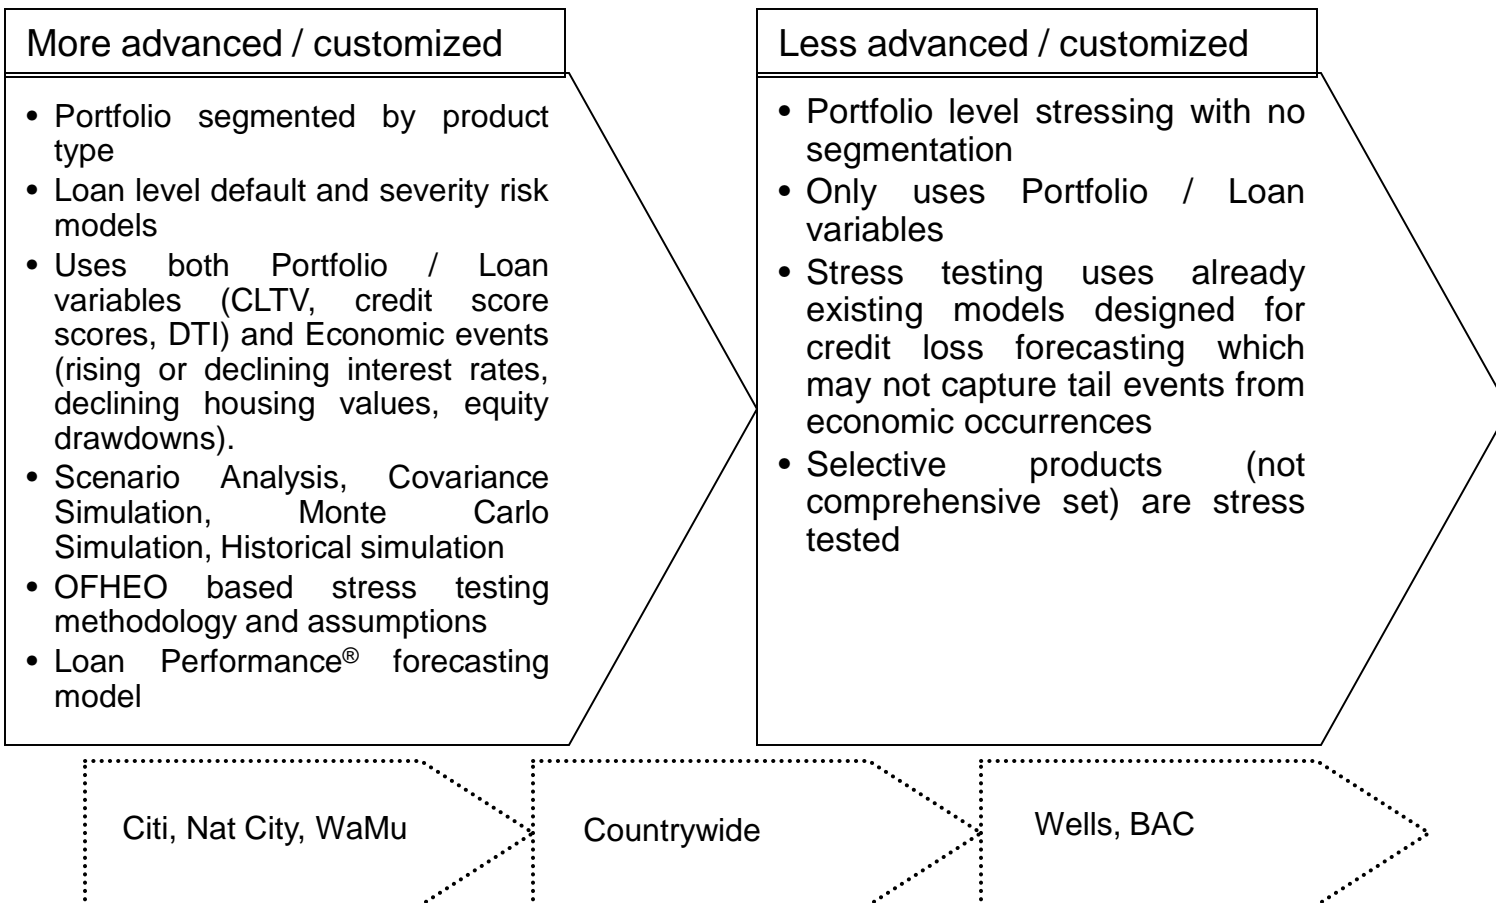 More advanced / customized
• Portfolio segmented by product
type
• Loan level default and severity risk
models
• Uses both Portfolio / Loan
variables (CLTV, credit score
scores, DTI) and Economic events
(rising or declining interest rates,
declining housing values, equity
drawdowns).
• Scenario Analysis, Covariance
Simulation, Monte Carlo
Simulation, Historical simulation
• OFHEO based stress testing
methodology and assumptions
• Loan Performance® forecasting
model
Less advanced / customized
• Portfolio level stressing with no
segmentation
• Only uses Portfolio / Loan
variables
• Stress testing uses already
existing models designed for
credit loss forecasting which
may not capture tail events from
economic occurrences
• Selective products (not
comprehensive set) are stress
tested
Citi, Nat City, WaMu
Countrywide
Wells, BAC